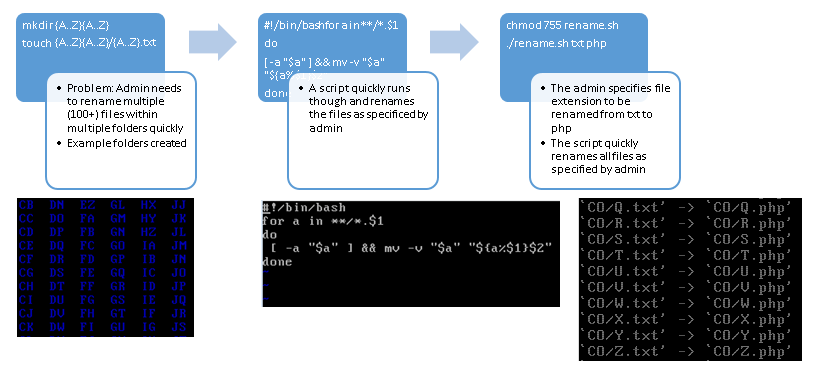 mkdir {A..Z}{A..Z}
touch {A..Z}{A..Z}/{A..Z}.txt
• Problem: Admin needs
to rename multiple
(100+) files within
multiple folders quickly
• Example folders created
#!/bin/bashfor a in **/*.$1
do
[ -a "$a" ] && mv -v "$a"
"${a%
done
• A script quickly runs
though and renames
the files as specificed by
admin
chmod 755 rename.sh
./rename.sh txt php
• The admin specifies file
extension to be
renamed from txt to
php
• The script quickly
renames all files as
specified by admin
CB DM EZ GL HX JJ
CC DO FA GM HY JK
CD DP FB GN HZ JL
CE DQ FC GO IA JM
CF DR FD GP IB JN
CG DS FE GQ IC JO
CH DT FF GR ID JP
CI DU FG GS IE JQ
CJ DV FH GT IF JR
CK DW FI GU IG JS
#!/bin/bash
for a in **/*.$1
do
[ -a "$a" ] && mv -v "$a" "${a%$1}$2"
done
~
~
~
`CO/Q.txt' -> `CO/Q.php'
`CO/R.txt' -> `CO/R.php'
`CO/S.txt' -> `CO/S.php'
`CO/T.txt' -> `CO/T.php'
`CO/U.txt' -> `CO/U.php'
`CO/V.txt' -> `CO/V.php'
`CO/W.txt' -> `CO/W.php'
`CO/X.txt' -> `CO/X.php'
`CO/Y.txt' -> `CO/Y.php'
`CO/Z.txt' -> `CO/Z.php'